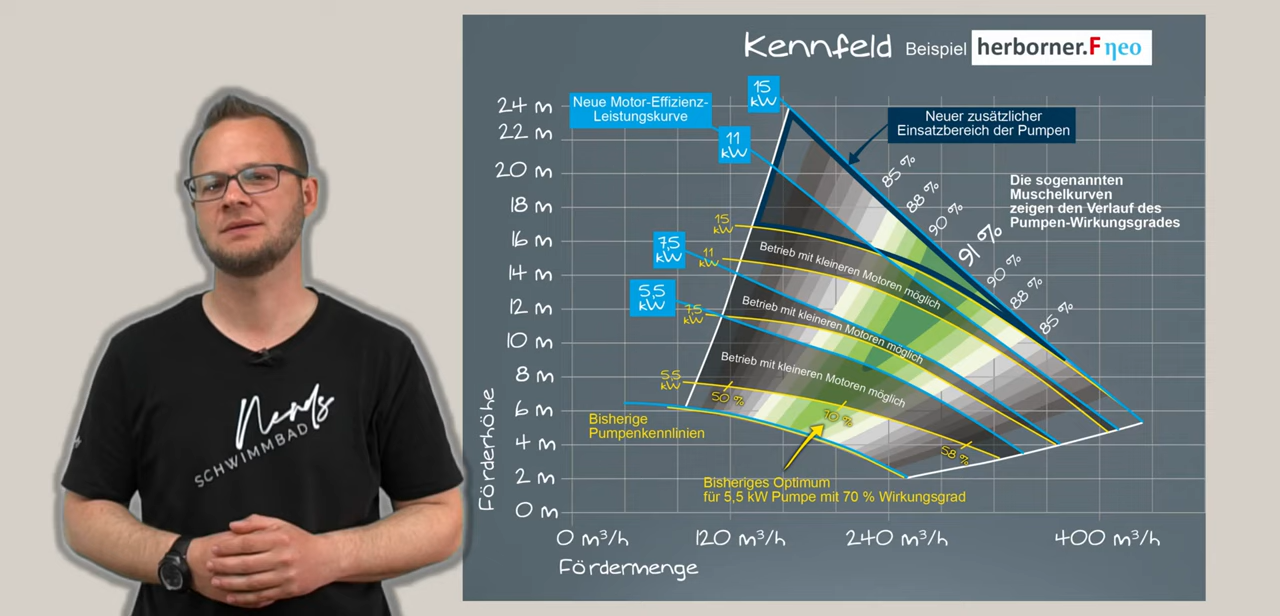 Kennfeld Beispiel herborner.F neo
15 kW
24 m
Neue Motor-Effizienz-
Leistungskurve
Neuer zusätzlicher
Einsatzbereich der Pumpen
22 m
11 kW
20 m
85 %
88 %
90 %
91 %
90 %
88 %
85 %
Die sogenannten
Muschelkurven
zeigen den Verlauf des
Pumpen-Wirkungsgrades
18 m
15 kW
16 m
7,5 kW
11 kW
Betrieb mit kleineren Motoren möglich
14 m
5,5 kW
12 m
7,5 kW
Betrieb mit kleineren Motoren möglich
10 m
8 m
5,5 kW
Betrieb mit kleineren Motoren möglich
50 %
70 %
58 %
6 m
Bisherige
Pumpenkennlinien
4 m
Förderhöhe
2 m
Bisheriges Optimum
für 5,5 kW Pumpe mit 70 % Wirkungsgrad
0 m
0 m³/h 120 m³/h 240 m³/h 400 m³/h
Fördermenge
Nerds
SCHWIMMBAD